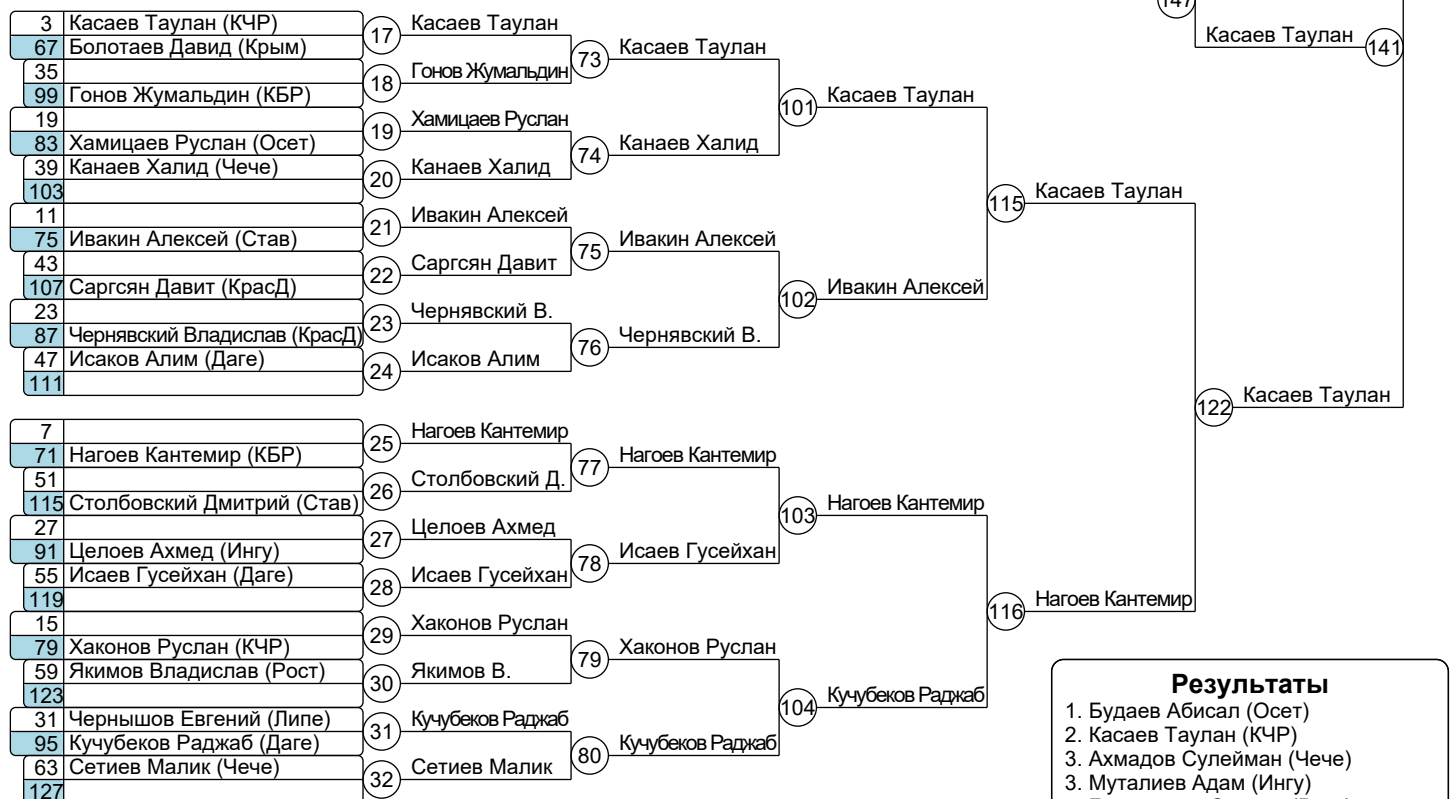 147
Касаев Таулан 141
3 Касаев Таулан (КЧР)
67 Болотаев Давид (Крым)
17 Касаев Таулан
35
99 Гонов Жумальдин (КБР)
18 Гонов Жумальдин
73 Касаев Таулан
19
83 Хамицаев Руслан (Осет)
19 Хамицаев Руслан
39 Канаев Халид (Чече)
103
20 Канаев Халид
74 Канаев Халид
101 Касаев Таулан
11
75 Ивакин Алексей (Став)
21 Ивакин Алексей
43
107 Саргсян Давит (КрасД)
22 Саргсян Давит
75 Ивакин Алексей
23
87 Чернявский Владислав (КрасД)
23 Чернявский В.
47 Исаков Алим (Даге)
111
24 Исаков Алим
76 Чернявский В.
102 Ивакин Алексей
115 Касаев Таулан
7
71 Нагоев Кантемир (КБР)
25 Нагоев Кантемир
51
115 Столбовский Дмитрий (Став)
26 Столбовский Д.
77 Нагоев Кантемир
27
91 Целоев Ахмед (Ингу)
27 Целоев Ахмед
55 Исаев Гусейхан (Даге)
119
28 Исаев Гусейхан
78 Исаев Гусейхан
103 Нагоев Кантемир
15
79 Хаконов Руслан (КЧР)
29 Хаконов Руслан
59 Якимов Владислав (Рост)
123
30 Якимов В.
79 Хаконов Руслан
31 Чернышов Евгений (Липе)
95 Кучубеков Раджаб (Даге)
31 Кучубеков Раджаб
63 Сетиев Малик (Чече)
127
32 Сетиев Малик
80 Кучубеков Раджаб
104 Кучубеков Раджаб
116 Нагоев Кантемир
122 Касаев Таулан
Результаты
1. Будаев Абисал (Осет)
2. Касаев Таулан (КЧР)
3. Ахмадов Сулейман (Чече)
3. Муталиев Адам (Ингу)